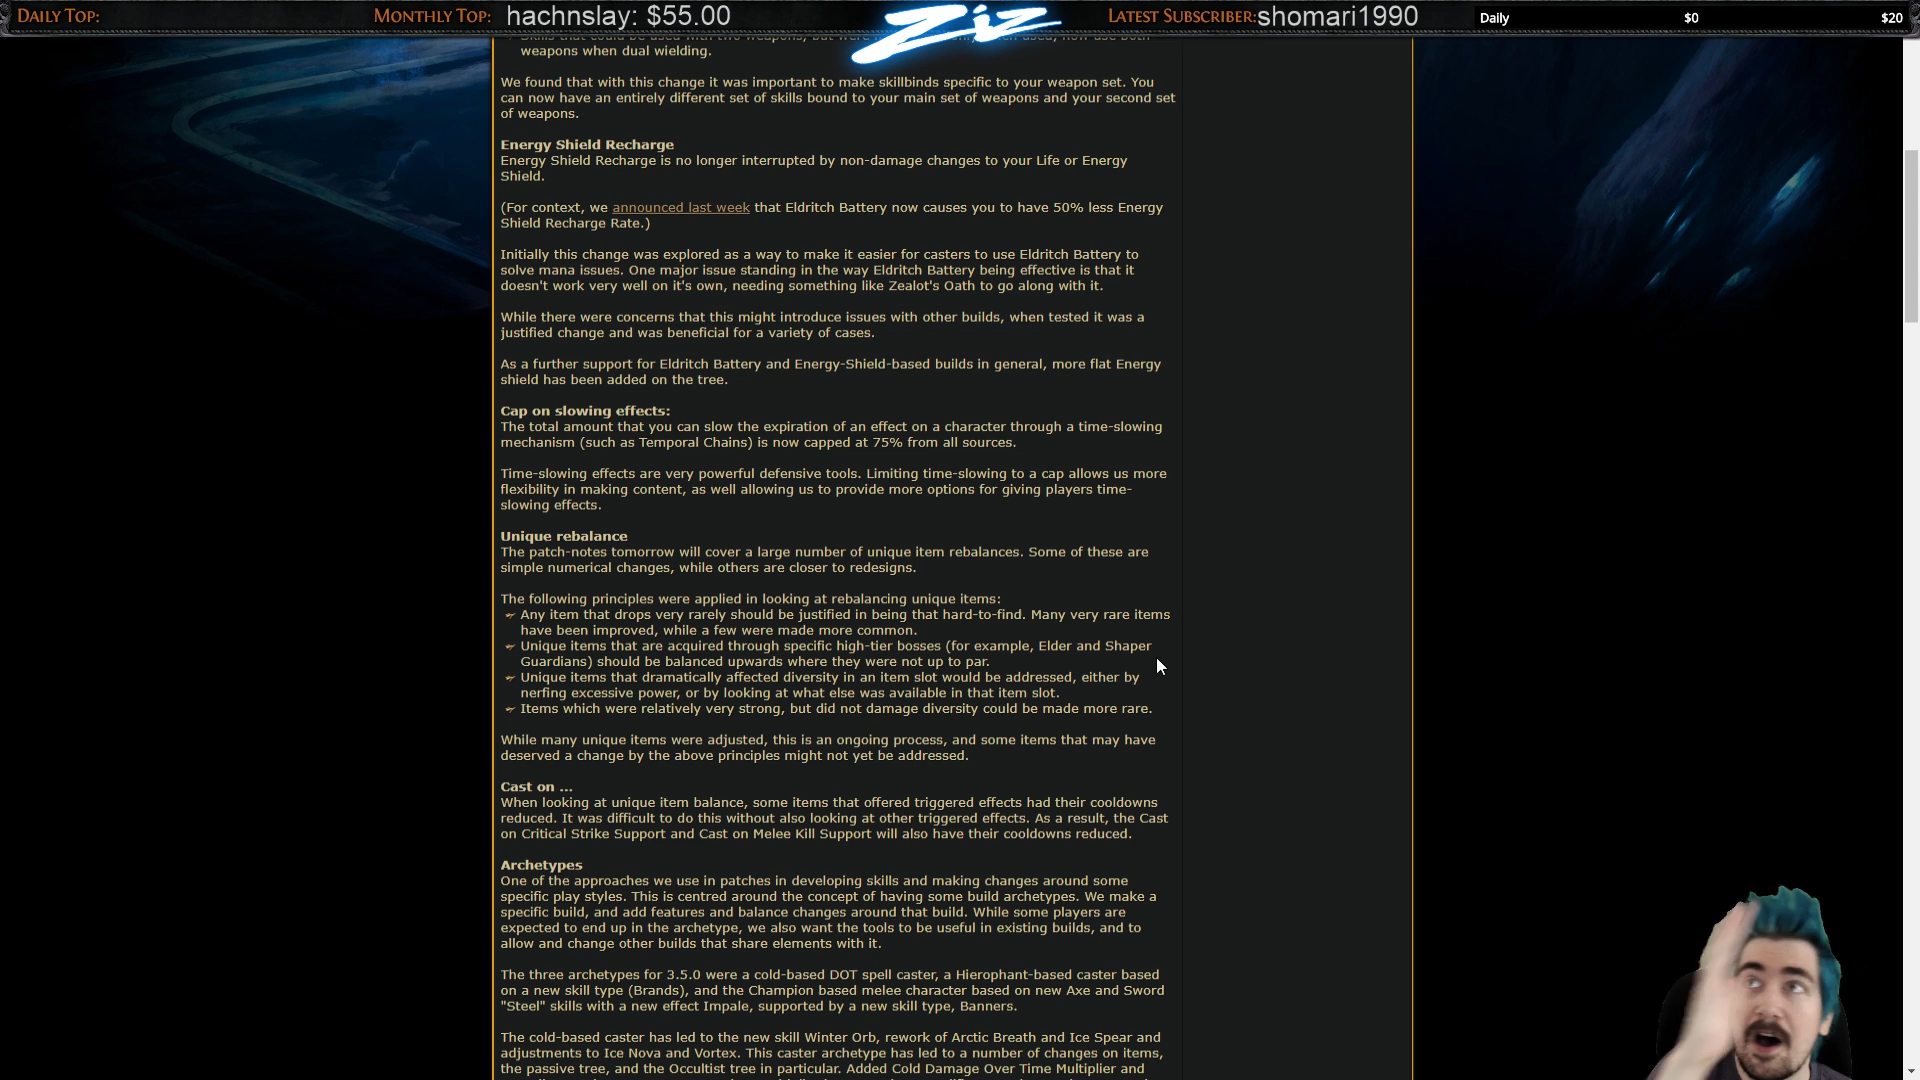 DAILY TOP: MONTHLY TOP: hachnslay: $55.00 Ziz LATEST SUBSCRIBER: shomari1990 Daily $0 $20
weapons when dual wielding.
We found that with this change it was important to make skillbinds specific to your weapon set. You
can now have an entirely different set of skills bound to your main set of weapons and your second set
of weapons.
Energy Shield Recharge
Energy Shield Recharge is no longer interrupted by non-damage changes to your Life or Energy
Shield.
(For context, we announced last week that Eldritch Battery now causes you to have 50% less Energy
Shield Recharge Rate.)
Initially this change was explored as a way to make it easier for casters to use Eldritch Battery to
solve mana issues. One major issue standing in the way Eldritch Battery being effective is that it
doesn't work very well on it's own, needing something like Zealot's Oath to go along with it.
While there were concerns that this might introduce issues with other builds, when tested it was a
justified change and was beneficial for a variety of cases.
As a further support for Eldritch Battery and Energy-Shield-based builds in general, more flat Energy
shield has been added on the tree.
Cap on slowing effects:
The total amount that you can slow the expiration of an effect on a character through a time-slowing
mechanism (such as Temporal Chains) is now capped at 75% from all sources.
Time-slowing effects are very powerful defensive tools. Limiting time-slowing to a cap allows us more
flexibility in making content, as well allowing us to provide more options for giving players time-
slowing effects.
Unique rebalance
The patch-notes tomorrow will cover a large number of unique item rebalances. Some of these are
simple numerical changes, while others are closer to redesigns.
The following principles were applied in looking at rebalancing unique items:
Any item that drops very rarely should be justified in being that hard-to-find. Many very rare items
have been improved, while a few were made more common.
Unique items that are acquired through specific high-tier bosses (for example, Elder and Shaper
Guardians) should be balanced upwards where they were not up to par.
Unique items that dramatically affected diversity in an item slot would be addressed, either by
nerfing excessive power, or by looking at what else was available in that item slot.
Items which were relatively very strong, but did not damage diversity could be made more rare.
While many unique items were adjusted, this is an ongoing process, and some items that may have
deserved a change by the above principles might not yet be addressed.
Cast on ...
When looking at unique item balance, some items that offered triggered effects had their cooldowns
reduced. It was difficult to do this without also looking at other triggered effects. As a result, the Cast
on Critical Strike Support and Cast on Melee Kill Support will also have their cooldowns reduced.
Archetypes
One of the approaches we use in patches in developing skills and making changes around some
specific play styles. This is centred around the concept of having some build archetypes. We make a
specific build, and add features and balance changes around that build. While some players are
expected to end up in the archetype, we also want the tools to be useful in existing builds, and to
allow and change other builds that share elements with it.
The three archetypes for 3.5.0 were a cold-based DOT spell caster, a Hierophant-based caster based
on a new skill type (Brands), and the Champion based melee character based on new Axe and Sword
"Steel" skills with a new effect Impale, supported by a new skill type, Banners.
The cold-based caster has led to the new skill Winter Orb, rework of Arctic Breath and Ice Spear and
adjustments to Ice Nova and Vortex. This caster archetype has led to a number of changes on items,
the passive tree, and the Occultist tree in particular. Added Cold Damage Over Time Multiplier and